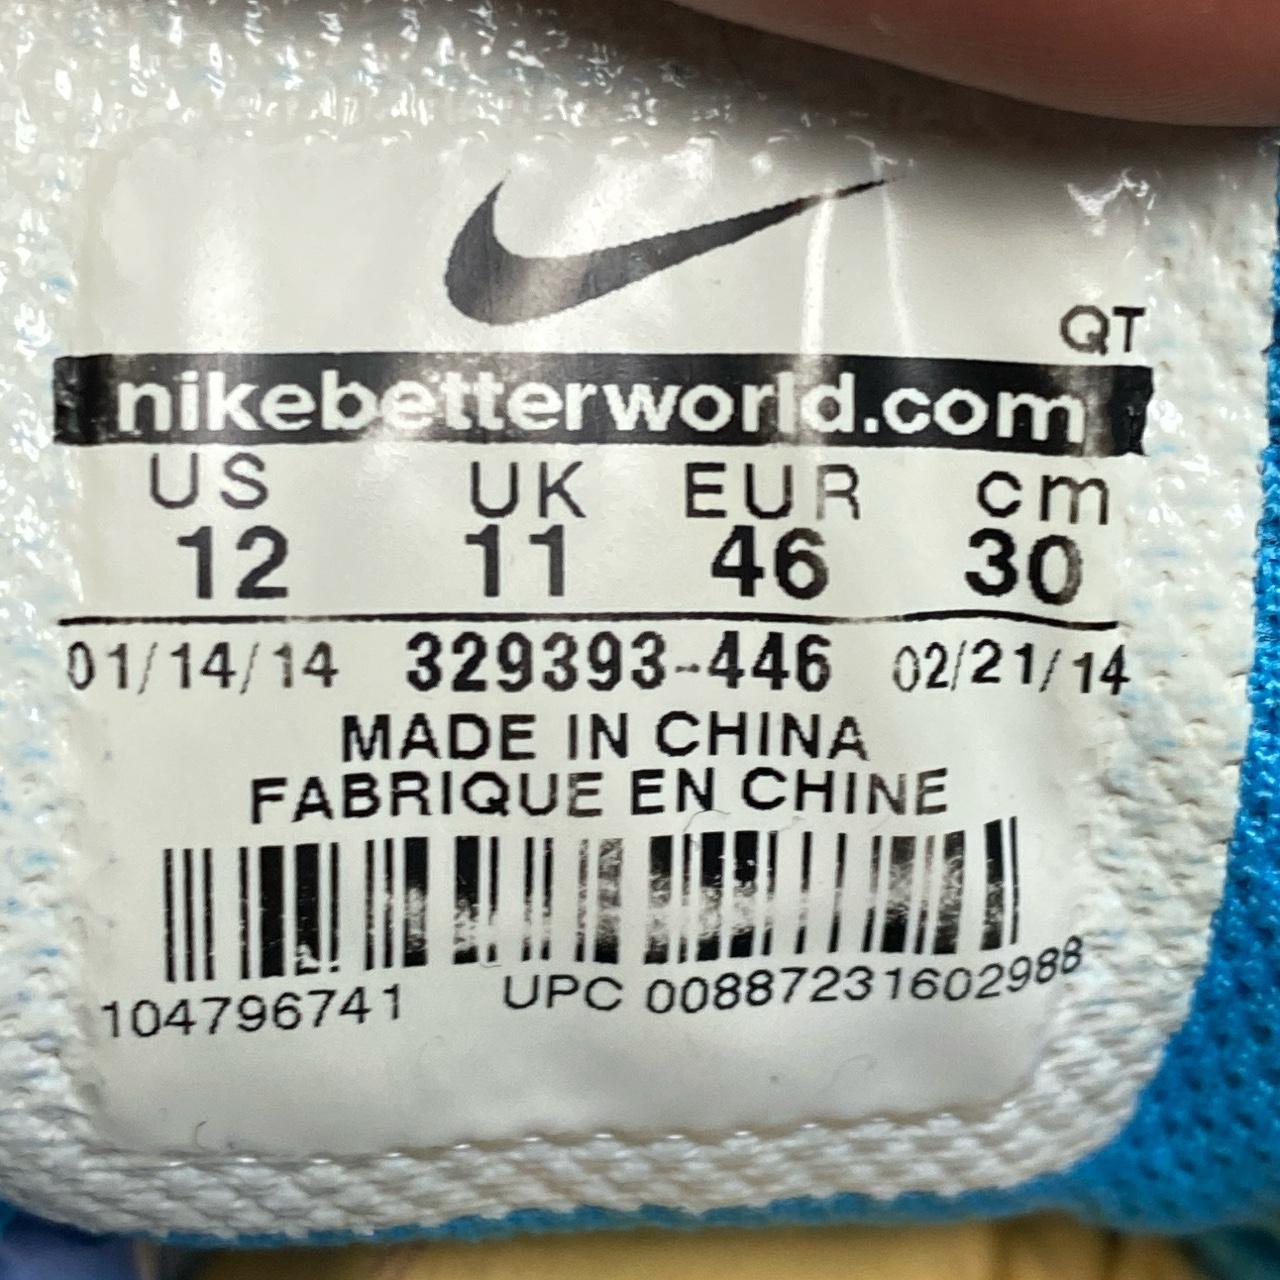 QT
nikebetterworld.com
US UK EUR cm
12 11 46 30
01/14/14 329393-446 02/21/14
MADE IN CHINA
FABRIQUE EN CHINE
104796741 UPC 00887231602988